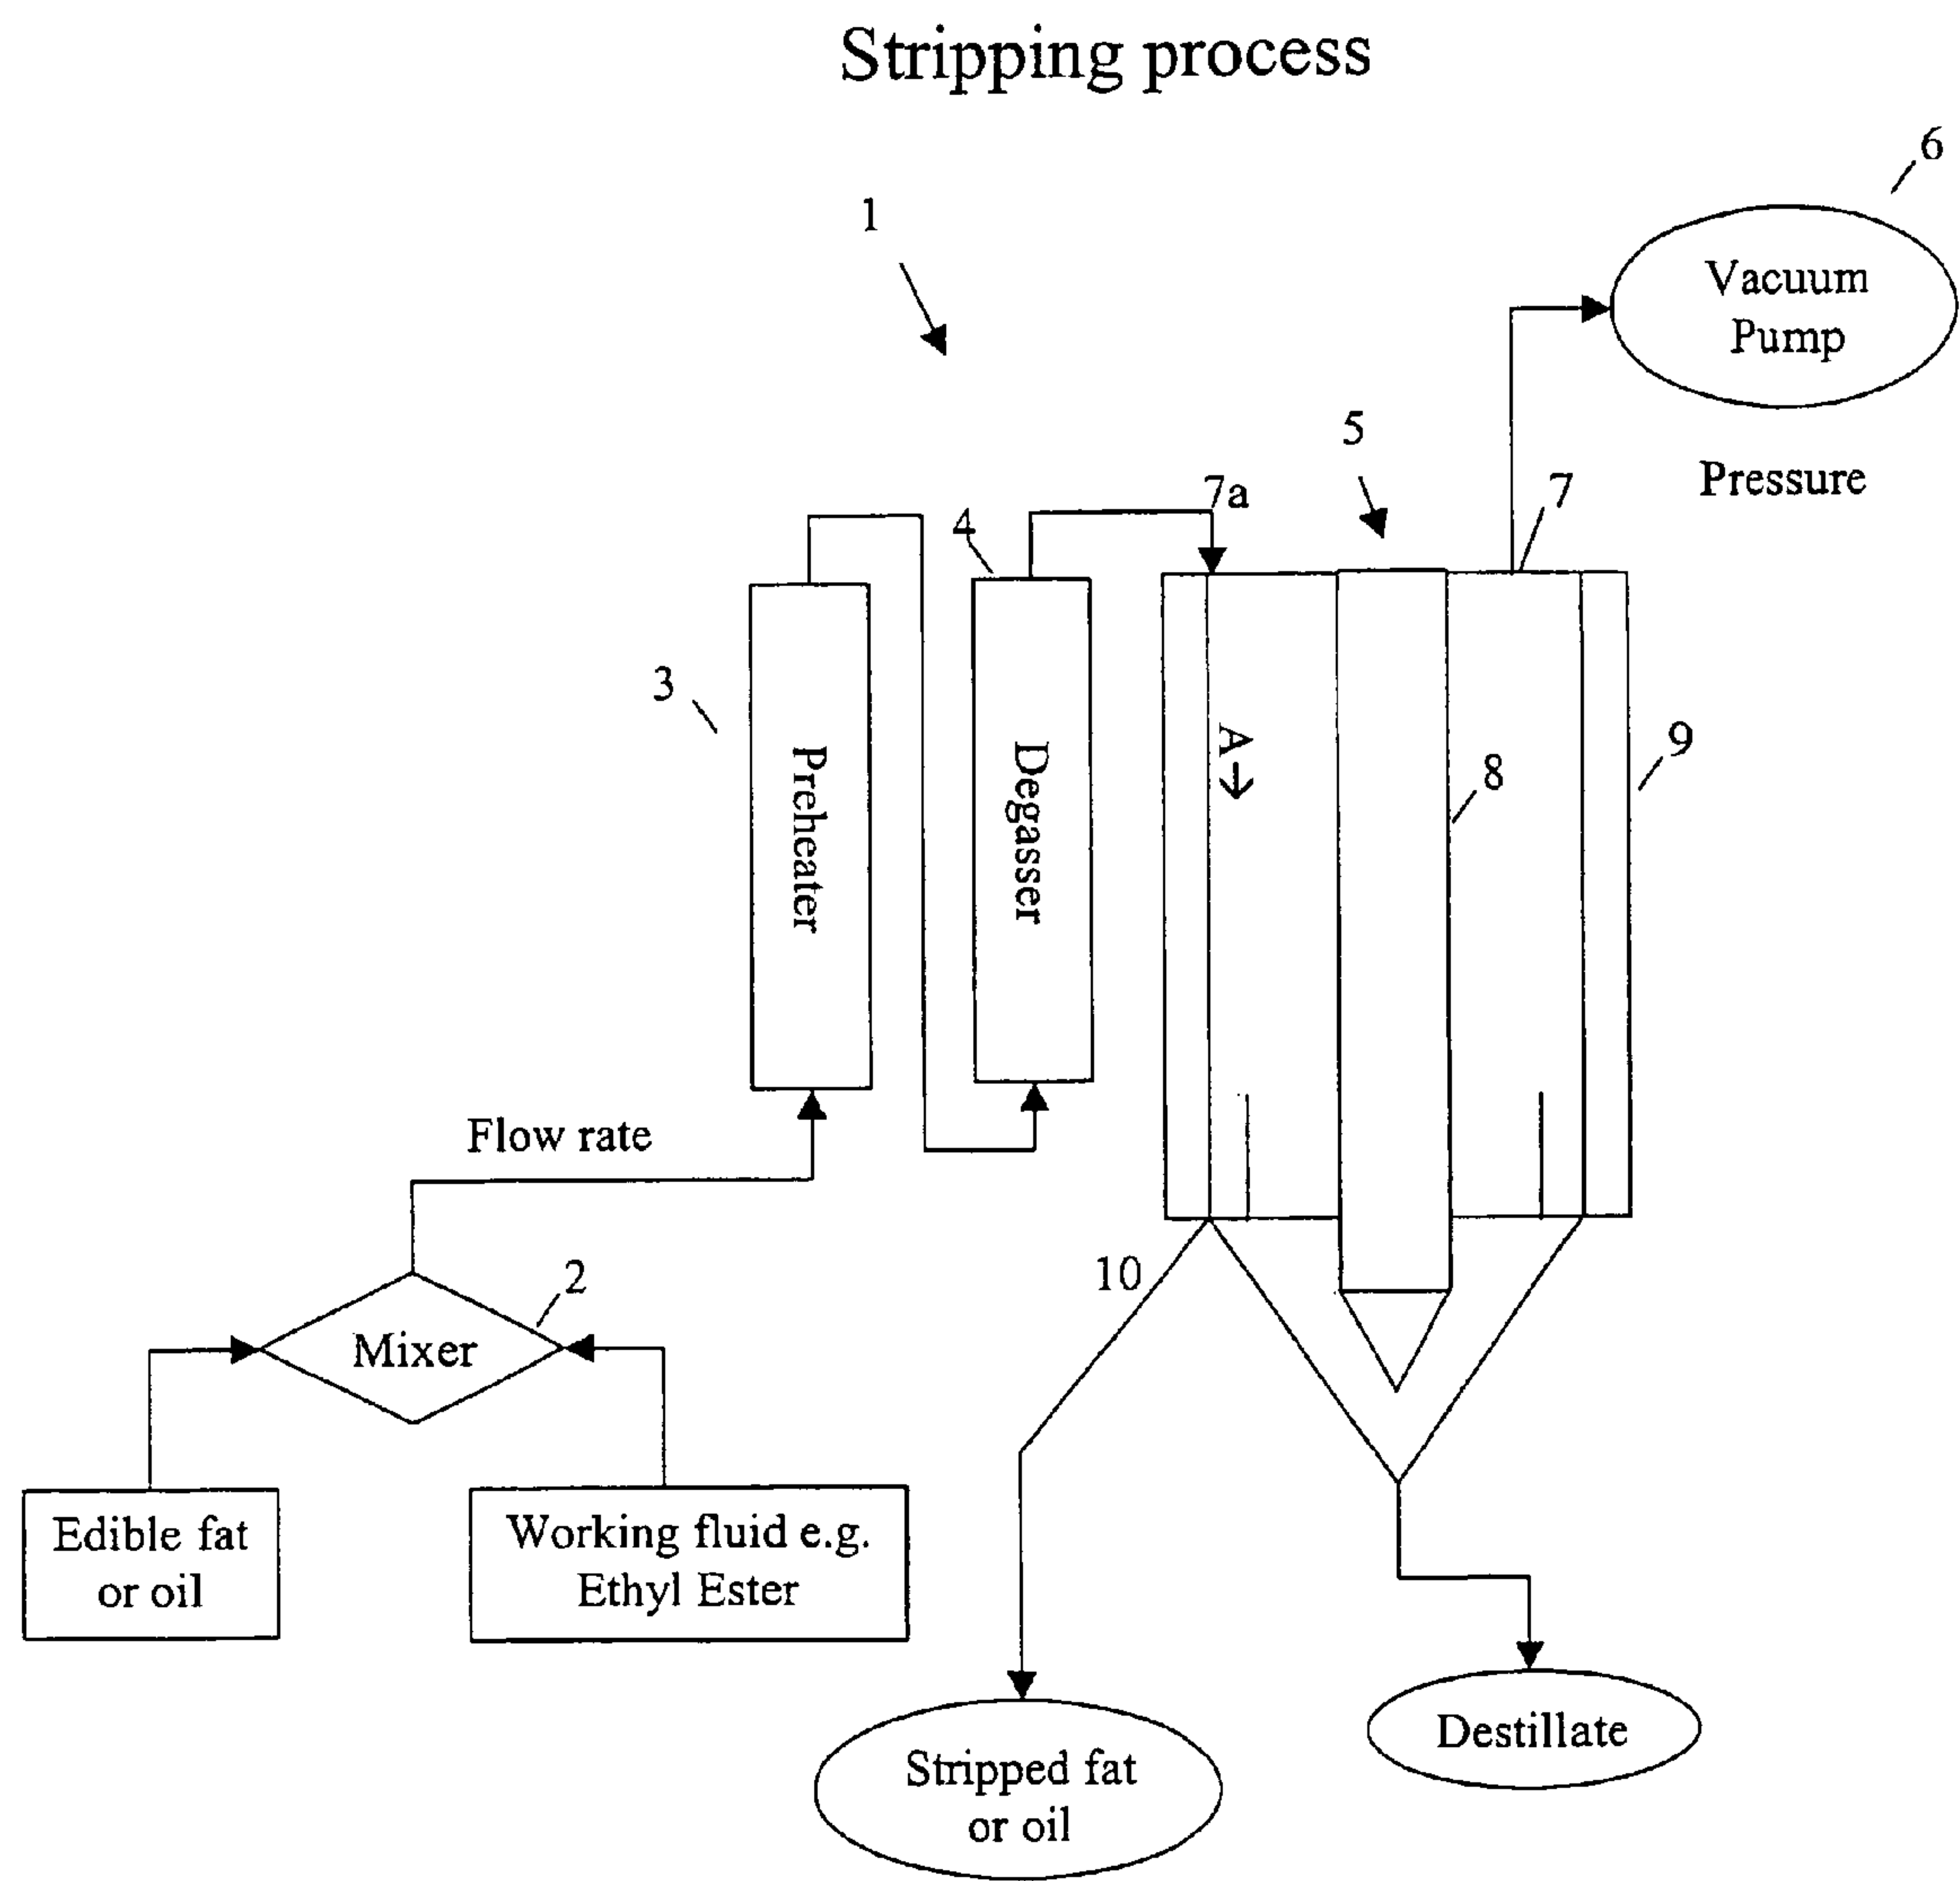 Stripping process
6
1
Vacuum
Pump
5
Pressure
7a
7
4
3
9
A
8
Preheater
Degasser
Flow rate
10
2
Mixer
Edible fat
or oil
Working fluid e.g.
Ethyl Ester
Destillate
Stripped fat
or oil